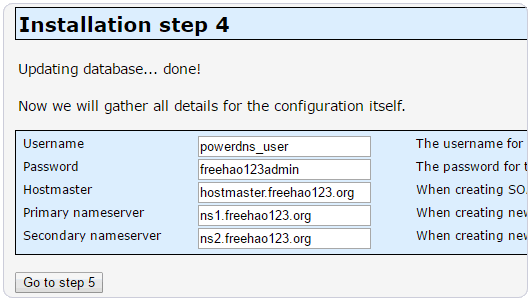 Installation step 4
Updating database... done!
Now we will gather all details for the configuration itself.
Username powerdns_user The username for
Password freehao123admin The password for t
Hostmaster hostmaster.freehao123.org When creating SO
Primary nameserver ns1.freehao123.org When creating nev
Secondary nameserver ns2.freehao123.org When creating nev
Go to step 5